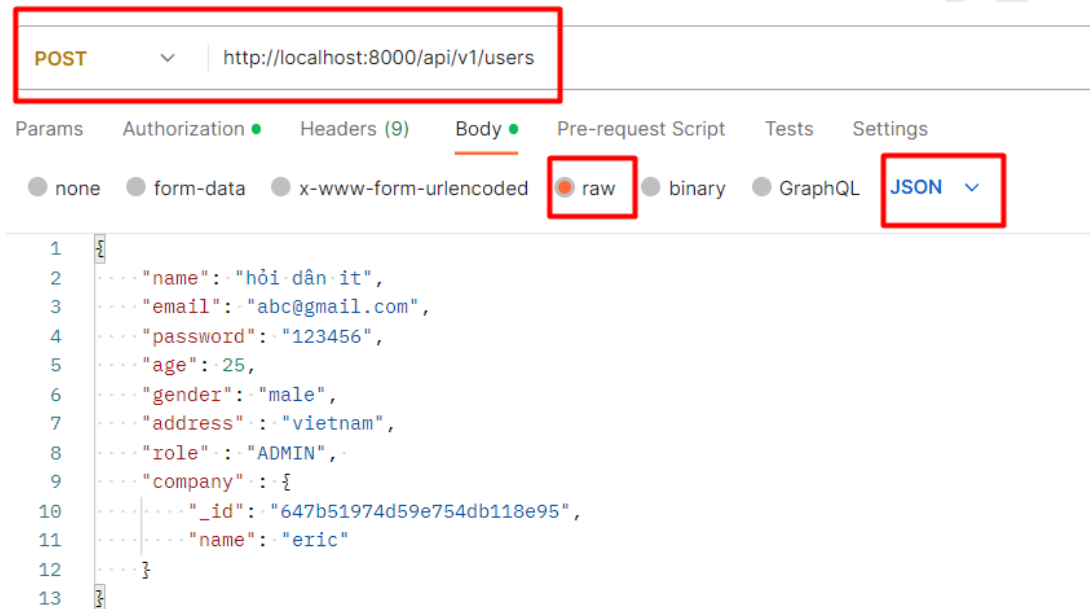 POST http://localhost:8000/api/v1/users
Params Authorization Headers (9) Body Pre-request Script Tests Settings
none form-data x-www-form-urlencoded raw binary GraphQL JSON
1 {
2 "name": "hỏi dân it",
3 "email": "abc@gmail.com",
4 "password": "123456",
5 "age": 25,
6 "gender": "male",
7 "address" : "vietnam",
8 "role" : "ADMIN",
9 "company" : {
10 "_id": "647b51974d59e754db118e95",
11 "name": "eric"
12 }
13 }